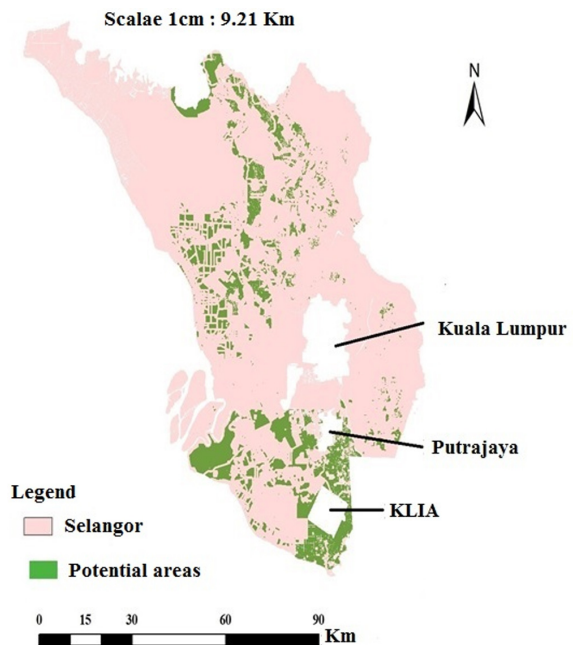 Scalae 1cm : 9.21 Km
N
Kuala Lumpur
Putrajaya
Legend
KLIA
Selangor
Potential areas
0 15 30 60 90
Km